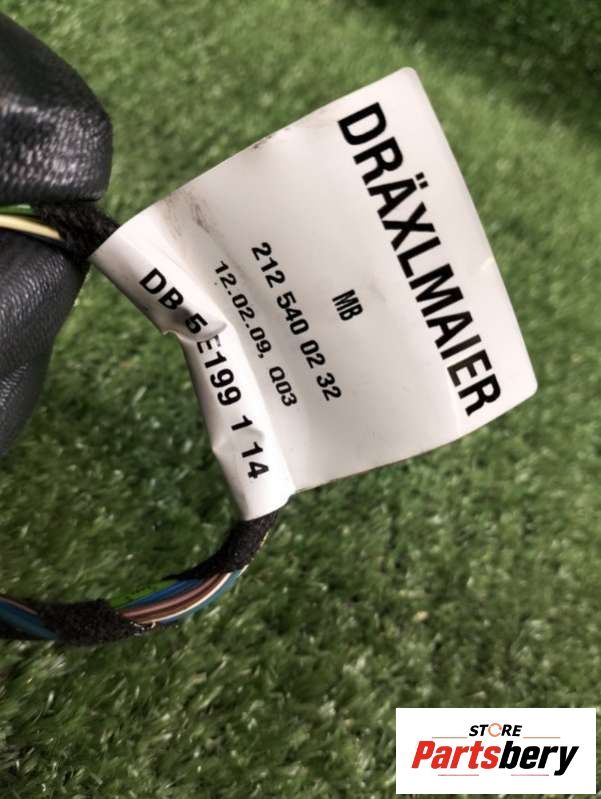 DRÄXLMAIER
MB
212 540 02 32
12.02.09, Q03
DB 5 E199 1 14
STORE
Partsbery